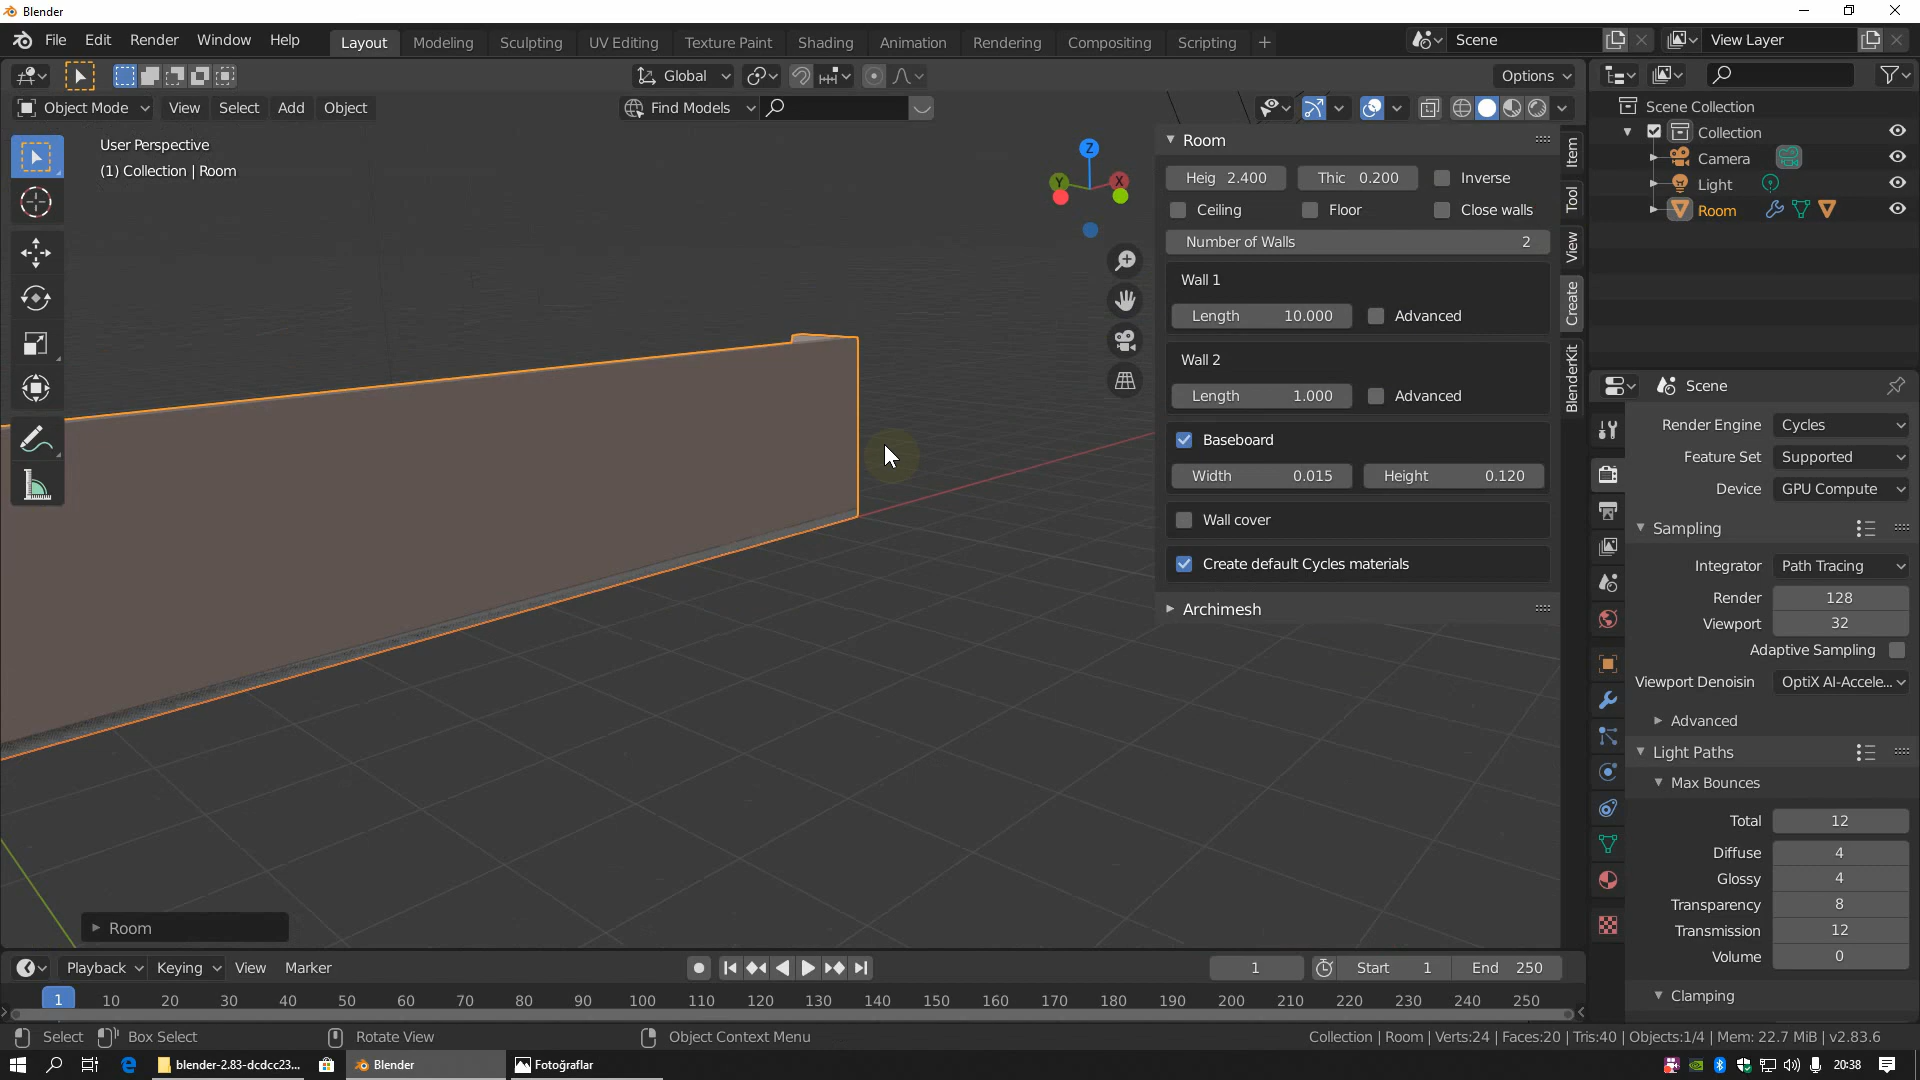 Blender
File Edit Render Window Help Layout Modeling Sculpting UV Editing Texture Paint Shading Animation Rendering Compositing Scripting + Scene View Layer
Global Options
Object Mode View Select Add Object Find Models
User Perspective
(1) Collection | Room
Z
Y
X
Room
Heig 2.400 Thic 0.200 Inverse
Ceiling Floor Close walls
Number of Walls 2
Wall 1
Length 10.000 Advanced
Wall 2
Length 1.000 Advanced
Baseboard
Width 0.015 Height 0.120
Wall cover
Create default Cycles materials
Archimesh
Item
Tool
View
Create
BlenderKit
Scene Collection
Collection
Camera
Light
Room
Scene
Render Engine Cycles
Feature Set Supported
Device GPU Compute
Sampling
Integrator Path Tracing
Render 128
Viewport 32
Adaptive Sampling
Viewport Denoisin OptiX AI-Accele...
Advanced
Light Paths
Max Bounces
Total 12
Diffuse 4
Glossy 4
Transparency 8
Transmission 12
Volume 0
Clamping
Room
Playback Keying View Marker 1 Start 1 End 250
1 10 20 30 40 50 60 70 80 90 100 110 120 130 140 150 160 170 180 190 200 210 220 230 240 250
Select Box Select Rotate View Object Context Menu Collection | Room | Verts:24 | Faces:20 | Tris:40 | Objects:1/4 | Mem: 22.7 MiB | v2.83.6
blender-2.83-dcdcc23... Blender Fotoğraflar 20:38